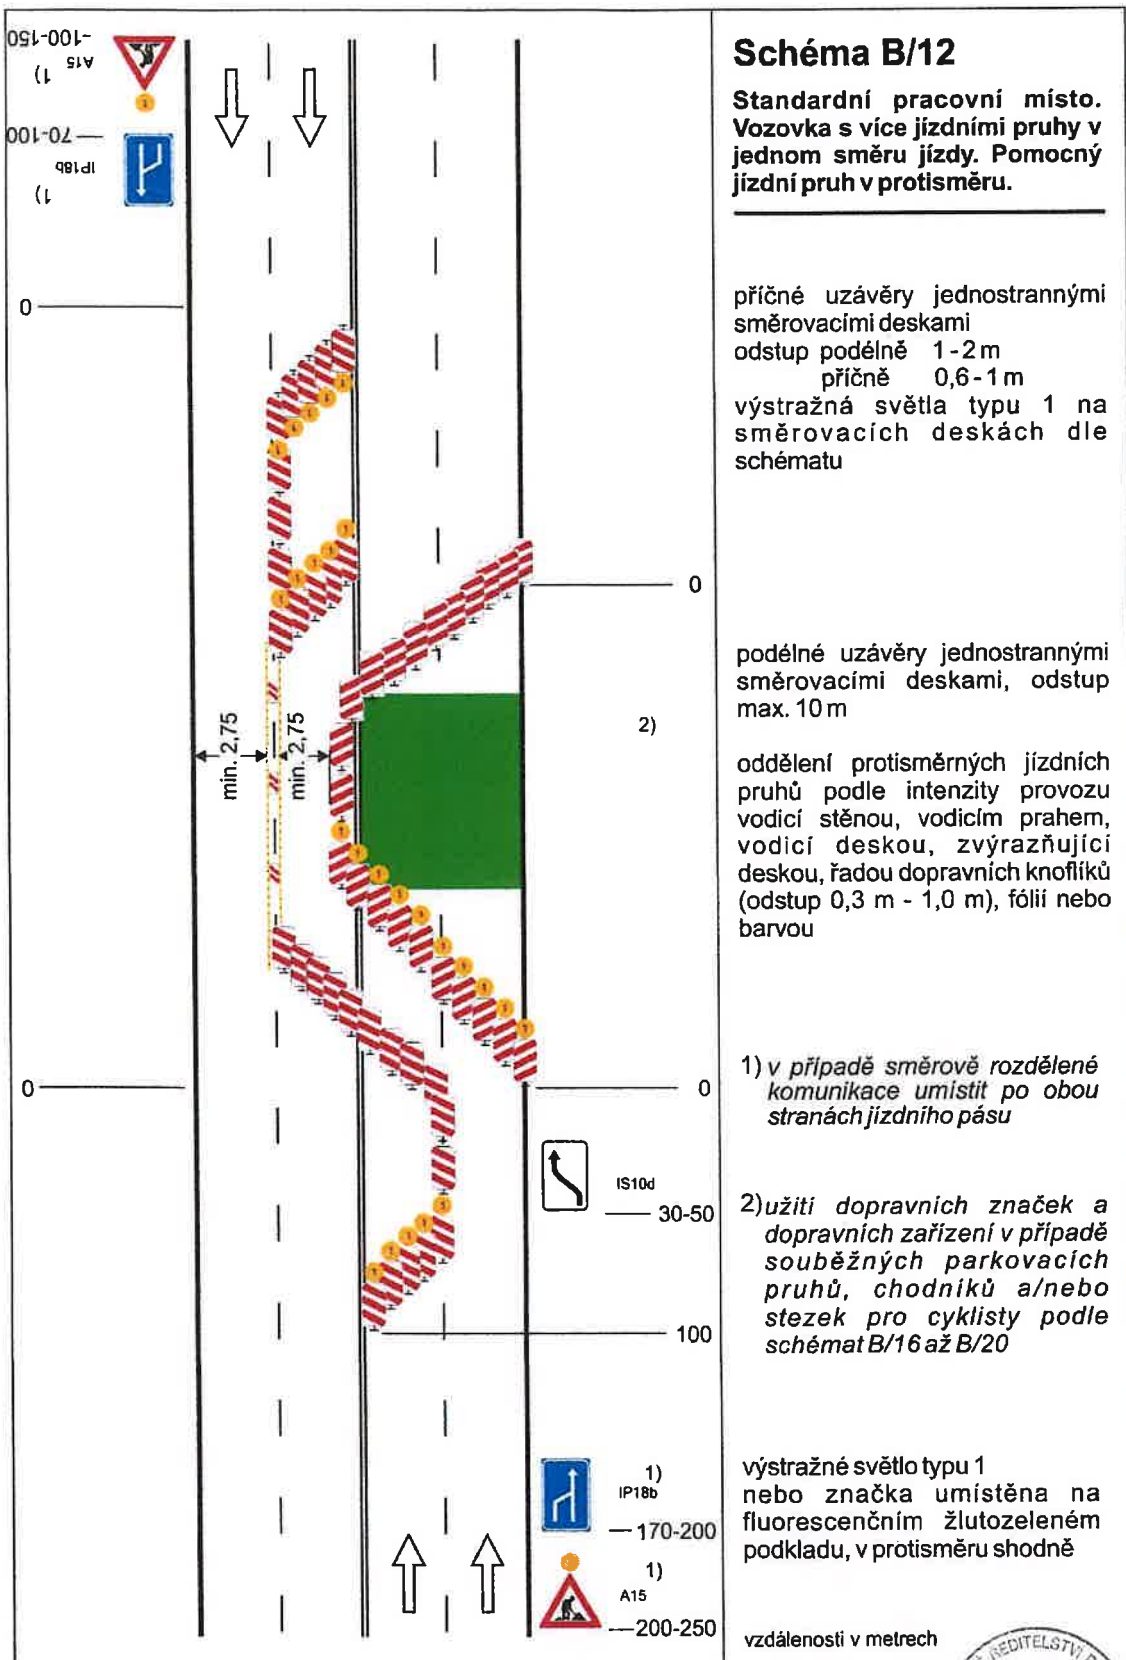 Schéma B/12
Standardní pracovní místo.
Vozovka s více jízdními pruhy v
jednom směru jízdy. Pomocný
jízdní pruh v protisměru.
příčné uzávěry jednostrannými
směrovacími deskami
odstup podélně 1-2 m
příčně 0,6-1 m
výstražná světla typu 1 na
směrovacích deskách dle
schématu
podélné uzávěry jednostrannými
směrovacími deskami, odstup
max. 10 m
oddělení protisměrných jízdních
pruhů podle intenzity provozu
vodicí stěnou, vodicím prahem,
vodicí deskou, zvýrazňující
deskou, řadou dopravních knoflíků
(odstup 0,3 m - 1,0 m), fólií nebo
barvou
1) v případě směrově rozdělené
komunikace umístit po obou
stranách jízdního pásu
2) užití dopravních značek a
dopravních zařízení v případě
souběžných parkovacích
pruhů, chodníků a/nebo
stezek pro cyklisty podle
schémat B/16 až B/20
výstražné světlo typu 1
nebo značka umístěna na
fluorescenčním žlutozeleném
podkladu, v protisměru shodně
vzdálenosti v metrech
ŘEDITELSTVÍ
100-150
A15
1)
70-100
IP18b
1)
0
0
2)
min. 2,75
min. 2,75
0
0
IS10d
30-50
100
1)
IP18b
170-200
1)
A15
200-250